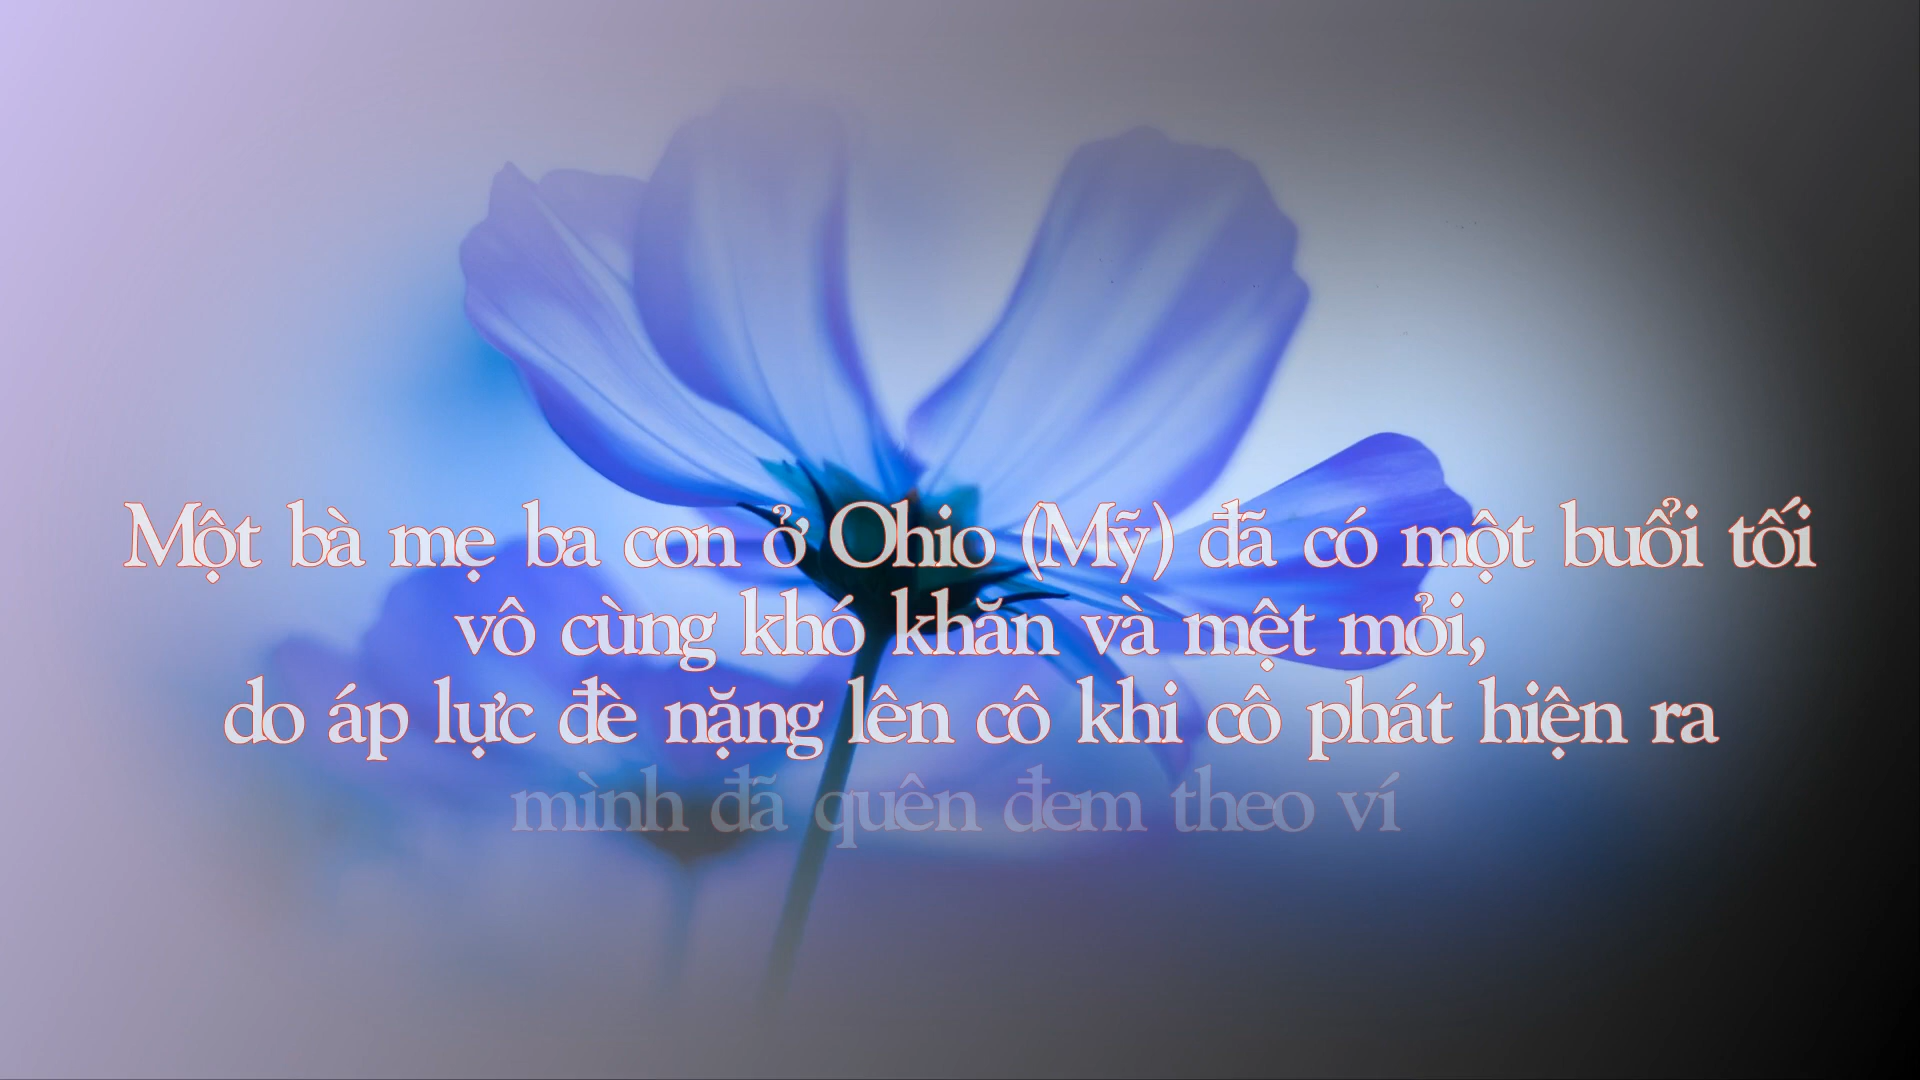 Một bà mẹ ba con ở Ohio (Mỹ) đã có một buổi tối
vô cùng khó khăn và mệt mỏi,
do áp lực đè nặng lên cô khi cô phát hiện ra
mình đã quên đem theo ví